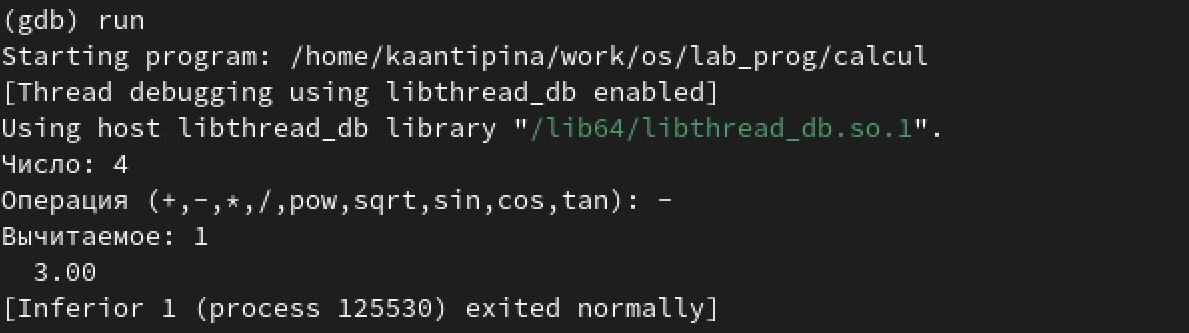 (gdb) run
Starting program: /home/kaantipina/work/os/lab_prog/calcul
[Thread debugging using libthread_db enabled]
Using host libthread_db library "/lib64/libthread_db.so.1".
Число: 4
Операция (+,-,*,/,pow,sqrt,sin,cos,tan): -
Вычитаемое: 1
  3.00
[Inferior 1 (process 125530) exited normally]